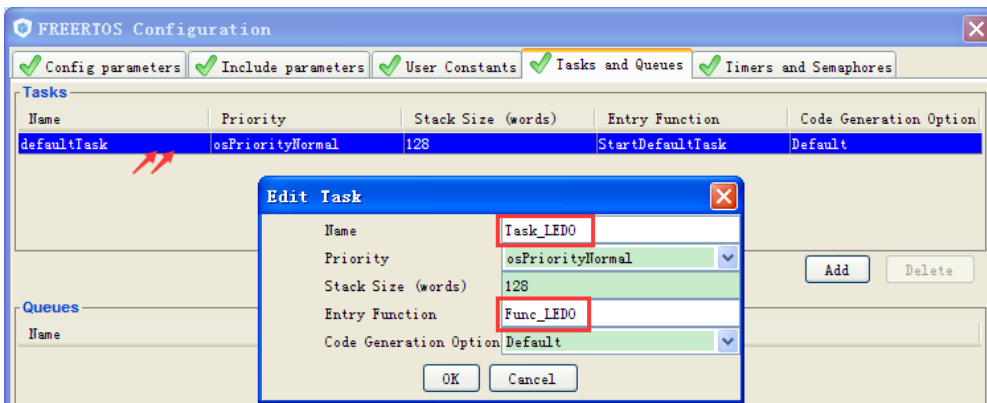 FREERTOS Configuration
Config parameters Include parameters User Constants Tasks and Queues Timers and Semaphores
Tasks
Name Priority Stack Size (words) Entry Function Code Generation Option
defaultTask osPriorityNormal 128 StartDefaultTask Default
Edit Task
Name Task_LED0
Priority osPriorityNormal
Stack Size (words) 128
Entry Function Func_LED0
Code Generation Option Default
OK Cancel
Add Delete
Queues
Name